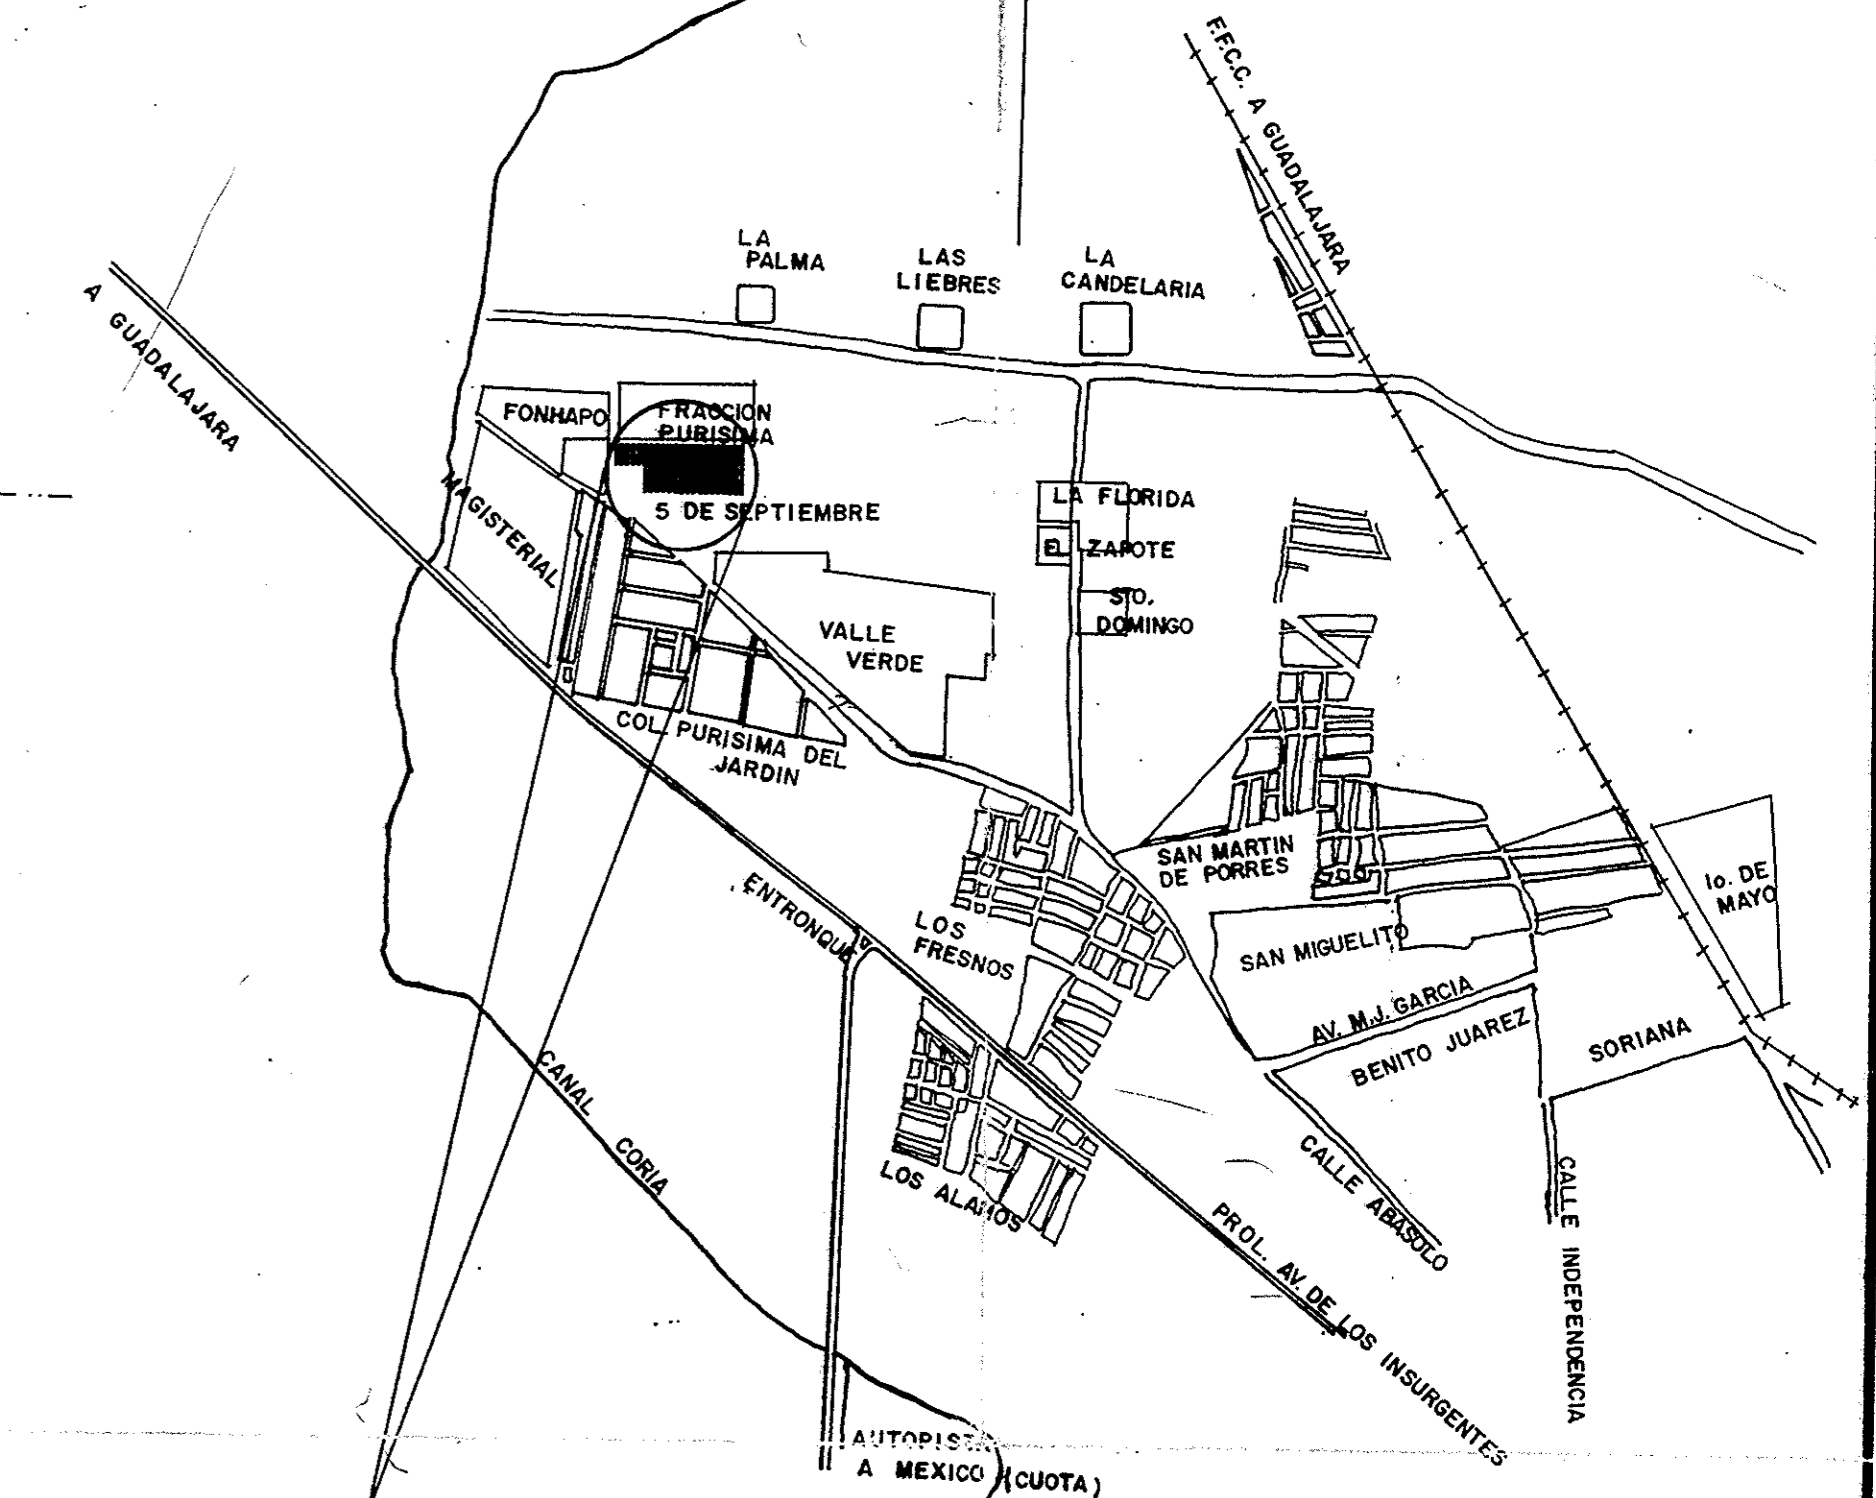 F.F.C.C. A GUADALAJARA
LA
PALMA
LAS
LIEBRES
LA
CANDELARIA
A GUADALAJARA
FONHAPO
FRACCION
PURISIMA
MAGISTERIAL
5 DE SEPTIEMBRE
LA FLORIDA
EL ZAPOTE
STO.
DOMINGO
VALLE
VERDE
COL. PURISIMA DEL
JARDIN
SAN MARTIN
DE PORRES
1o. DE
MAYO
ENTRONQUE
LOS
FRESNOS
SAN MIGUELITO
AV. M.J. GARCIA
BENITO JUAREZ
SORIANA
CANAL CORIA
LOS ALAMOS
CALLE ABASOLO
CALLE INDEPENDENCIA
PROL. AV. DE LOS INSURGENTES
AUTOPISTA
A MEXICO (CUOTA)